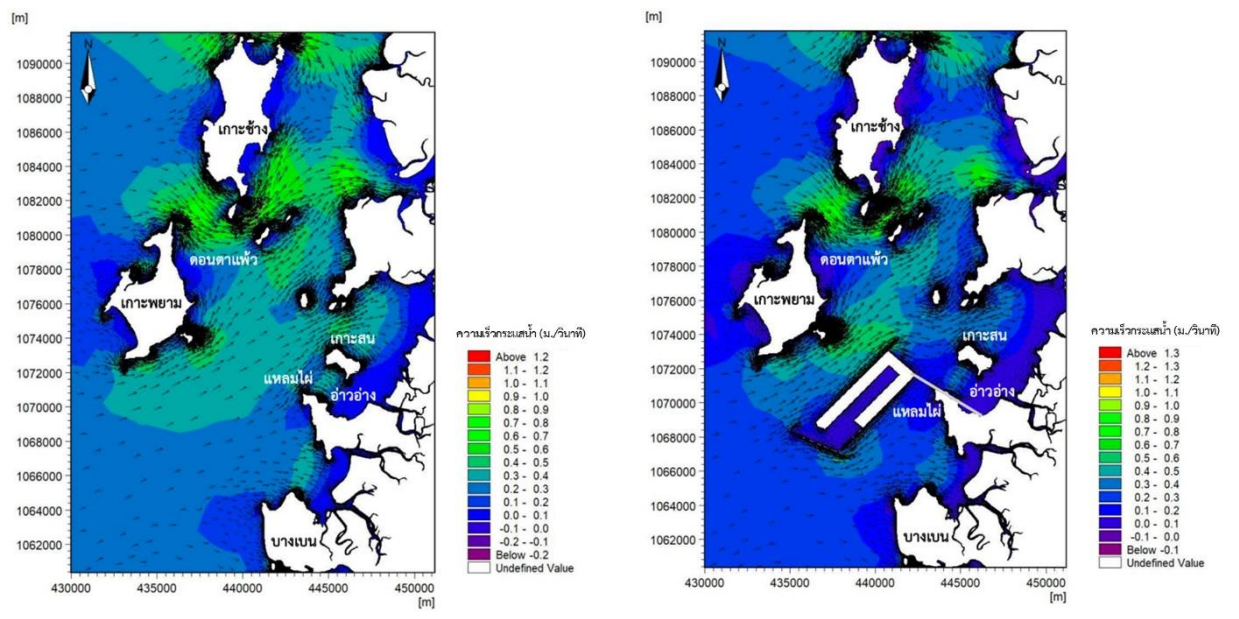 [m]
N
1090000
1088000
1086000
1084000
1082000
1080000
1078000
1076000
1074000
1072000
1070000
1068000
1066000
1064000
1062000
430000 435000 440000 445000 450000
[m]
เกาะช้าง
ดอนตาแพ้ว
เกาะพยาม
เกาะสน
แหลมไผ่
อ่าวอ่าง
บางเบน
ความเร็วกระแสน้ำ (ม./วินาที)
Above 1.2
1.1 - 1.2
1.0 - 1.1
0.9 - 1.0
0.8 - 0.9
0.7 - 0.8
0.6 - 0.7
0.5 - 0.6
0.4 - 0.5
0.3 - 0.4
0.2 - 0.3
0.1 - 0.2
0.0 - 0.1
-0.1 - 0.0
-0.2 - -0.1
Below -0.2
Undefined Value
[m]
N
1090000
1088000
1086000
1084000
1082000
1080000
1078000
1076000
1074000
1072000
1070000
1068000
1066000
1064000
1062000
430000 435000 440000 445000 450000
[m]
เกาะช้าง
ดอนตาแพ้ว
เกาะพยาม
เกาะสน
อ่าวอ่าง
แหลมไผ่
บางเบน
ความเร็วกระแสน้ำ (ม./วินาที)
Above 1.3
1.2 - 1.3
1.1 - 1.2
1.0 - 1.1
0.9 - 1.0
0.8 - 0.9
0.7 - 0.8
0.6 - 0.7
0.5 - 0.6
0.4 - 0.5
0.3 - 0.4
0.2 - 0.3
0.1 - 0.2
0.0 - 0.1
-0.1 - 0.0
Below -0.1
Undefined Value